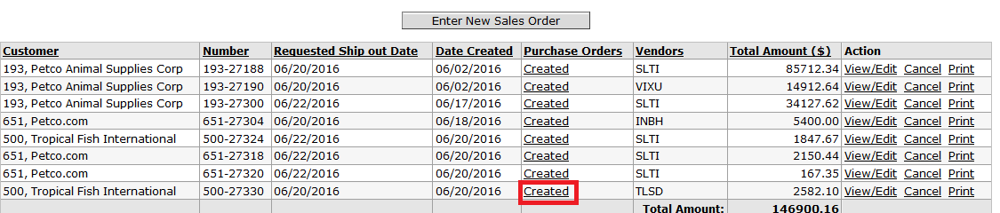 Enter New Sales Order
Customer Number Requested Ship out Date Date Created Purchase Orders Vendors Total Amount ($) Action
193, Petco Animal Supplies Corp 193-27188 06/20/2016 06/02/2016 Created SLTI 85712.34 View/Edit Cancel Print
193, Petco Animal Supplies Corp 193-27190 06/20/2016 06/02/2016 Created VIXU 14912.64 View/Edit Cancel Print
193, Petco Animal Supplies Corp 193-27300 06/22/2016 06/17/2016 Created SLTI 34127.62 View/Edit Cancel Print
651, Petco.com 651-27304 06/20/2016 06/18/2016 Created INBH 5400.00 View/Edit Cancel Print
500, Tropical Fish International 500-27324 06/22/2016 06/20/2016 Created SLTI 1847.67 View/Edit Cancel Print
651, Petco.com 651-27318 06/22/2016 06/20/2016 Created SLTI 2150.44 View/Edit Cancel Print
651, Petco.com 651-27320 06/22/2016 06/20/2016 Created SLTI 167.35 View/Edit Cancel Print
500, Tropical Fish International 500-27330 06/20/2016 06/20/2016 Created TLSD 2582.10 View/Edit Cancel Print
Total Amount: 146900.16